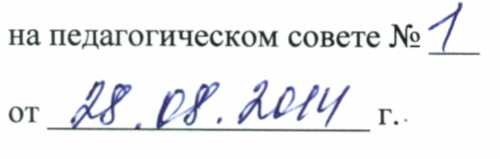 на педагогическом совете № 1
от 28.08.2014 г.